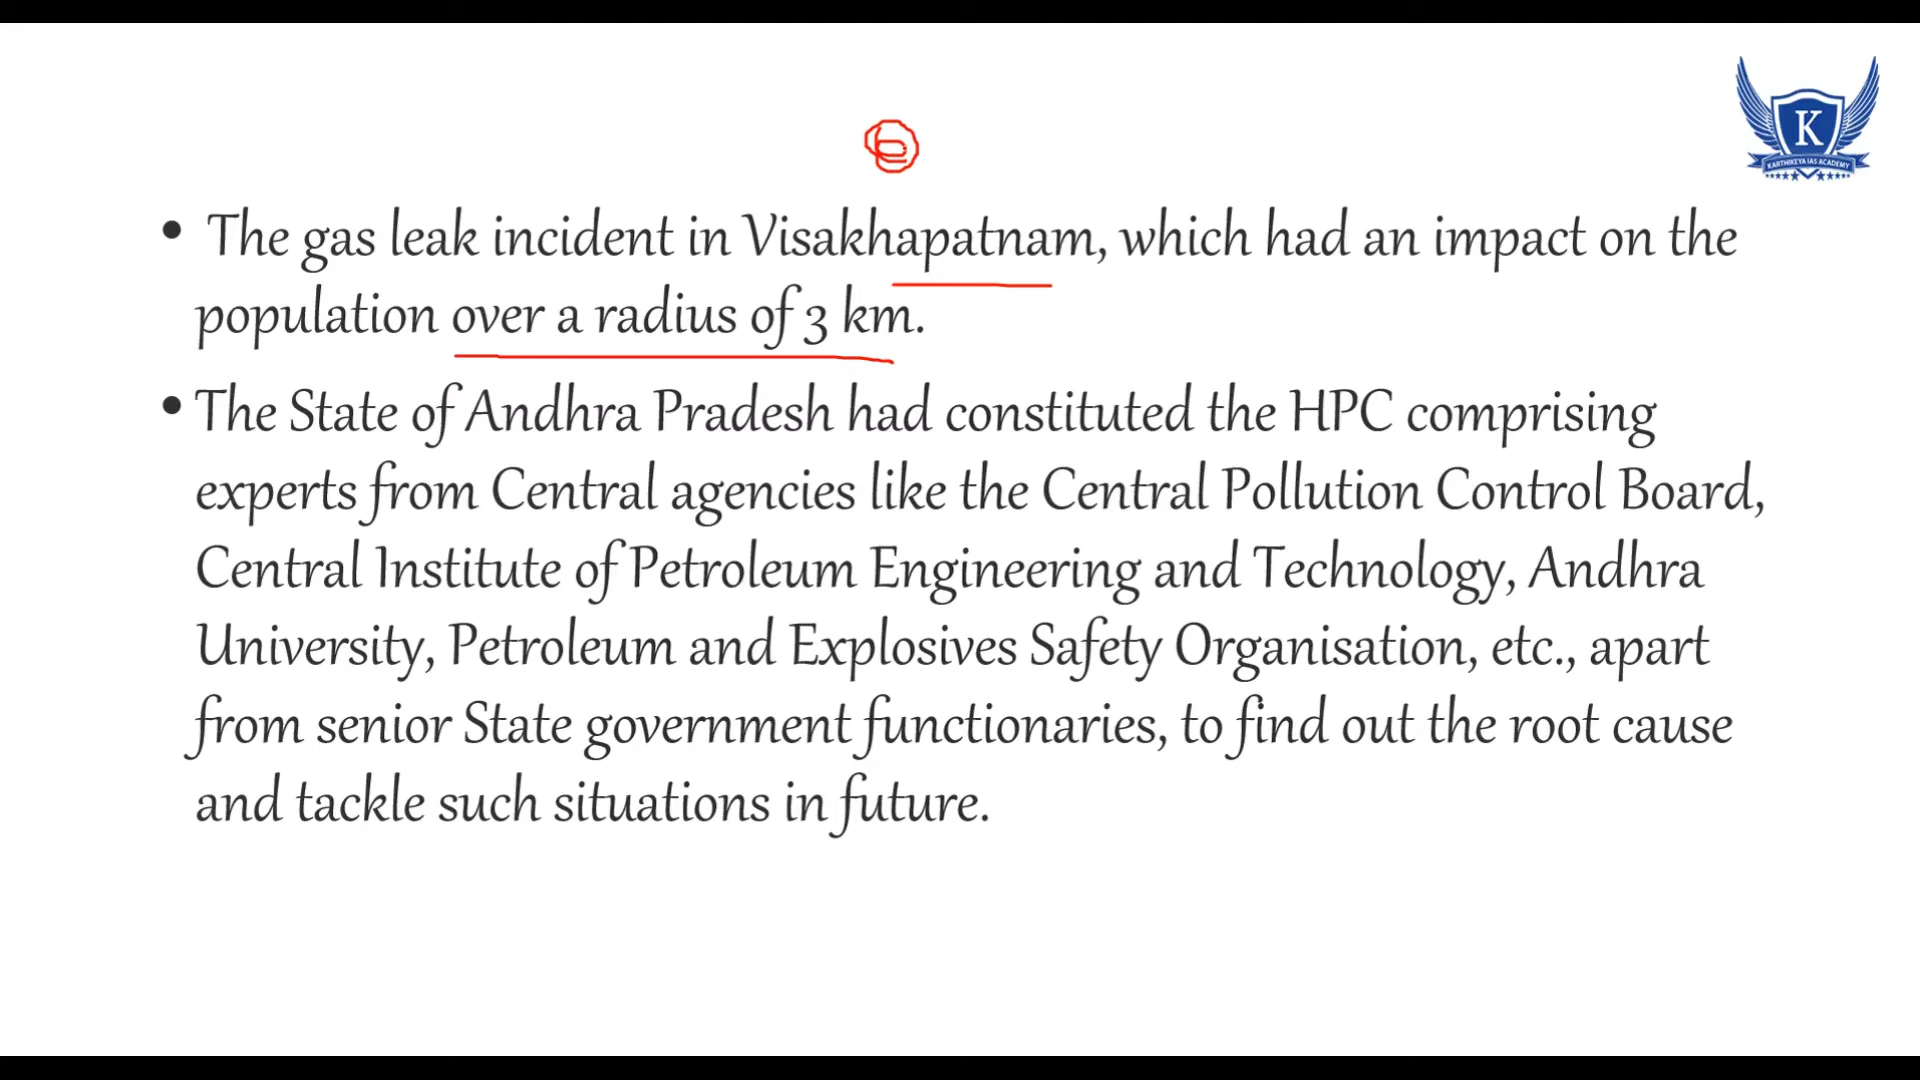 K
KARTHIKEYA IAS ACADEMY
• The gas leak incident in Visakhapatnam, which had an impact on the
population over a radius of 3 km.
• The State of Andhra Pradesh had constituted the HPC comprising
experts from Central agencies like the Central Pollution Control Board,
Central Institute of Petroleum Engineering and Technology, Andhra
University, Petroleum and Explosives Safety Organisation, etc., apart
from senior State government functionaries, to find out the root cause
and tackle such situations in future.